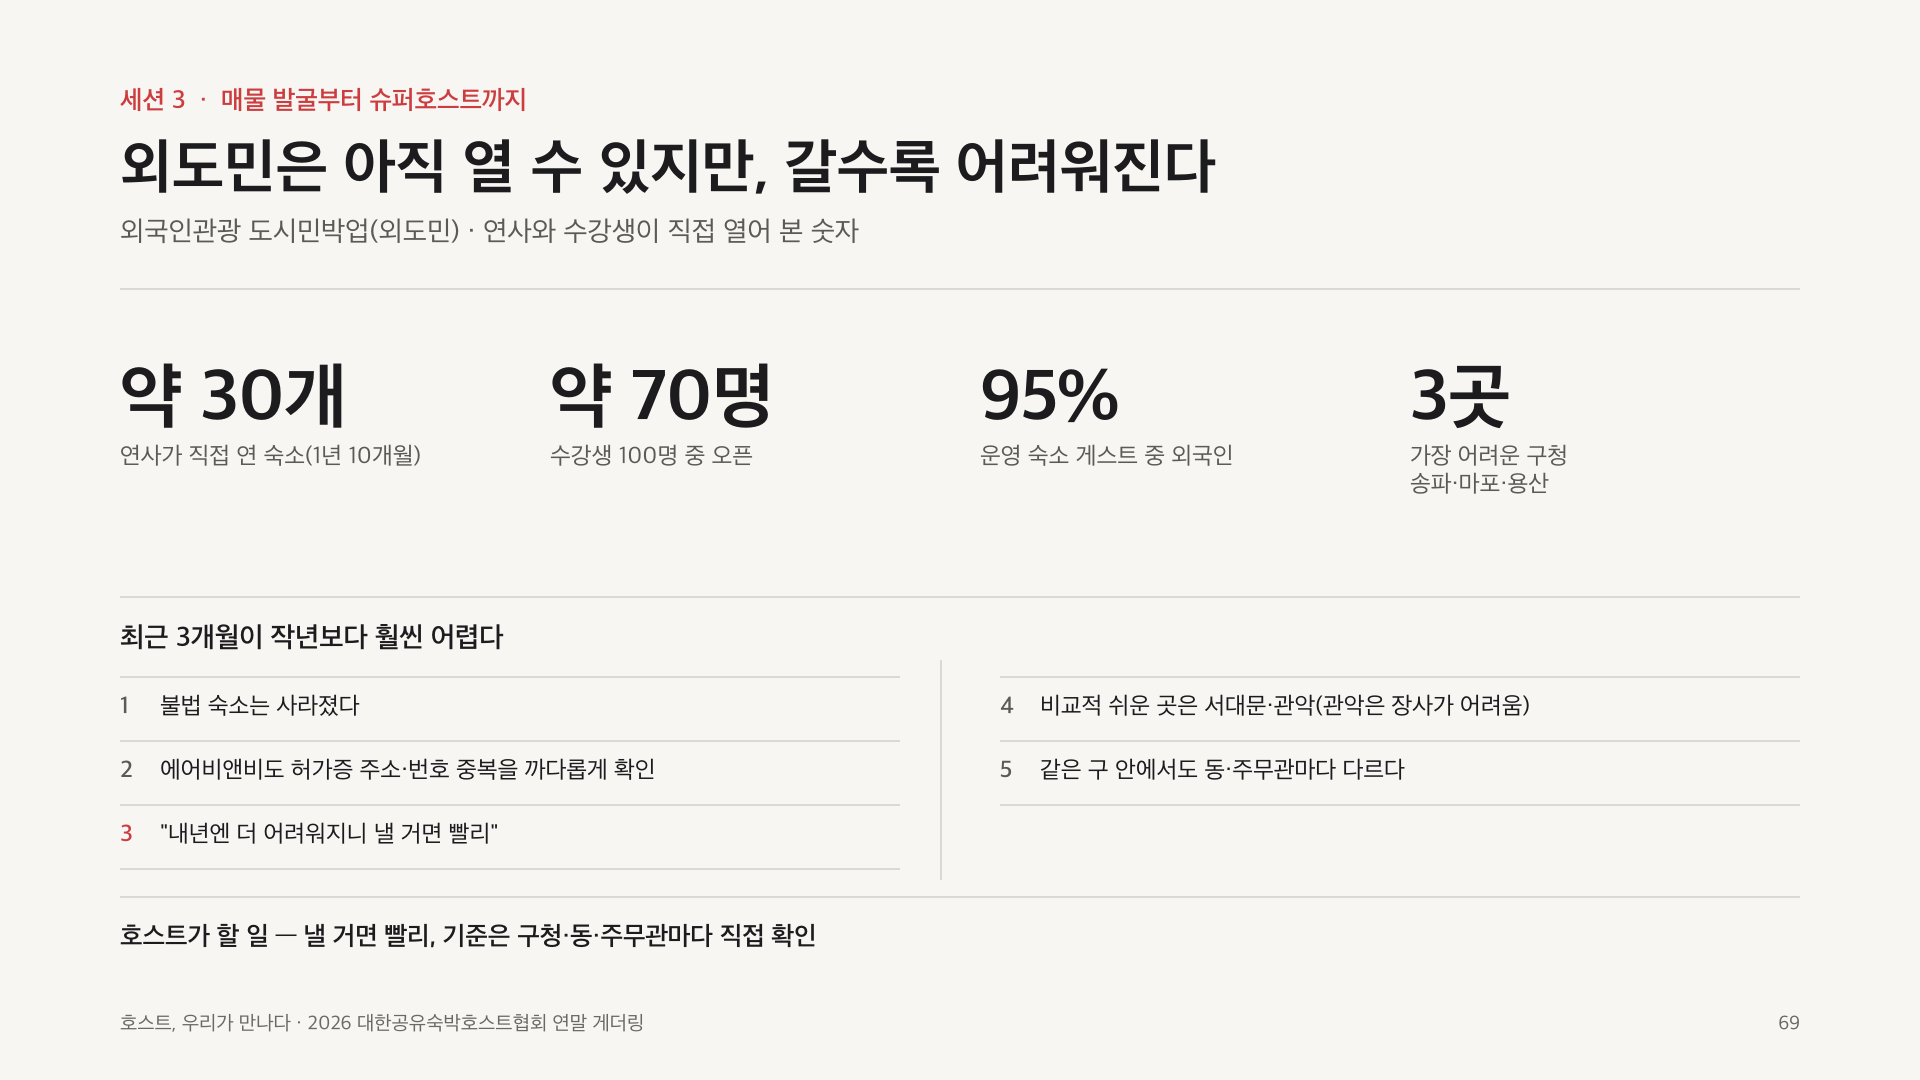 세션 3 · 매물 발굴부터 슈퍼호스트까지
외도민은 아직 열 수 있지만, 갈수록 어려워진다
외국인관광 도시민박업(외도민) · 연사와 수강생이 직접 열어 본 숫자
약 30개
연사가 직접 연 숙소(1년 10개월)
약 70명
수강생 100명 중 오픈
95%
운영 숙소 게스트 중 외국인
3곳
가장 어려운 구청
송파·마포·용산
최근 3개월이 작년보다 훨씬 어렵다
1 불법 숙소는 사라졌다
2 에어비앤비도 허가증 주소·번호 중복을 까다롭게 확인
3 "내년엔 더 어려워지니 낼 거면 빨리"
4 비교적 쉬운 곳은 서대문·관악(관악은 장사가 어려움)
5 같은 구 안에서도 동·주무관마다 다르다
호스트가 할 일 — 낼 거면 빨리, 기준은 구청·동·주무관마다 직접 확인
호스트, 우리가 만나다 · 2026 대한공유숙박호스트협회 연말 게더링
69